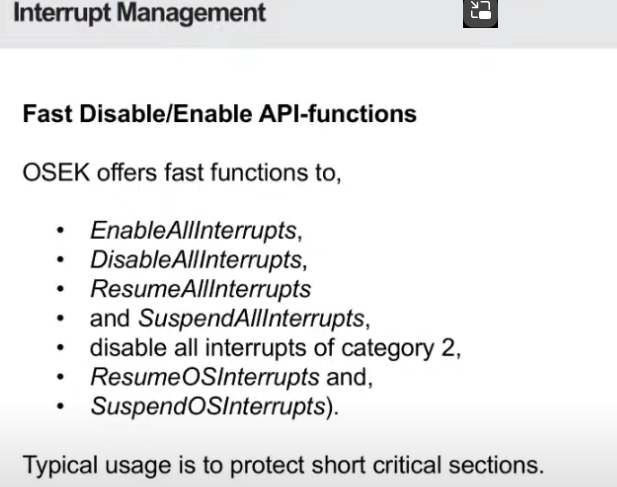 Interrupt Management
Fast Disable/Enable API-functions
OSEK offers fast functions to,
• EnableAllInterrupts,
• DisableAllInterrupts,
• ResumeAllInterrupts
• and SuspendAllInterrupts,
• disable all interrupts of category 2,
• ResumeOSInterrupts and,
• SuspendOSInterrupts).
Typical usage is to protect short critical sections.